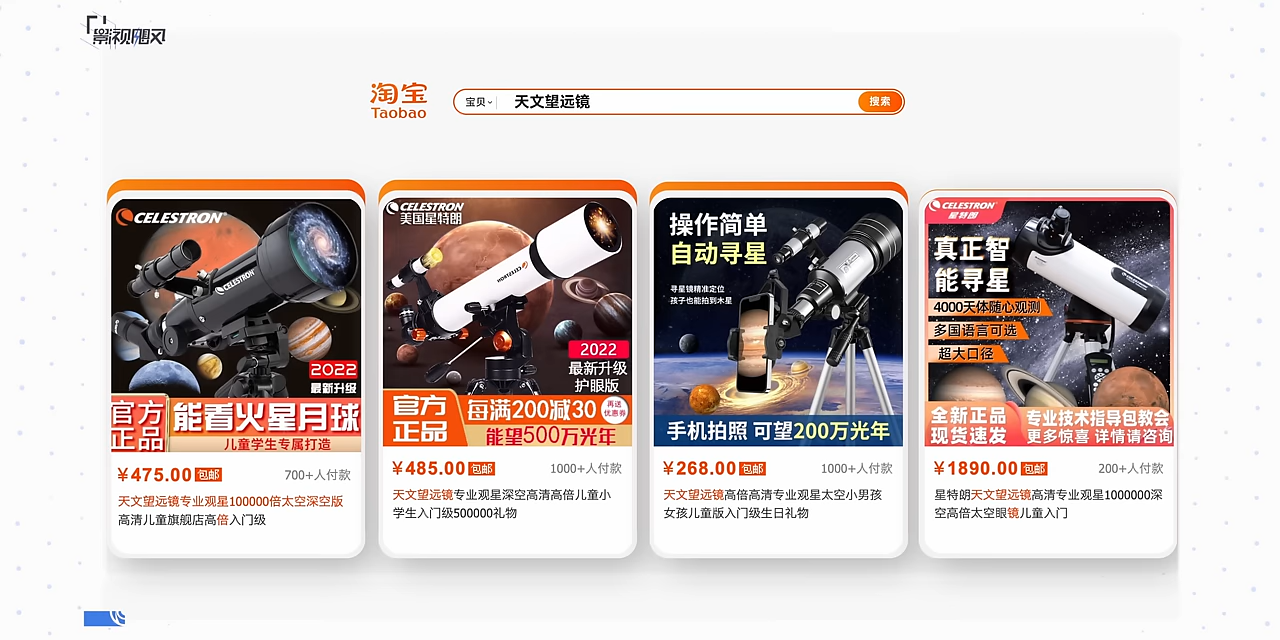 影视飓风
淘宝
Taobao
宝贝
天文望远镜
搜索
CELESTRON
CELESTRON
2022
最新升级
官方
正品
能看火星月球
儿童学生专属打造
¥475.00 包邮
700+人付款
天文望远镜专业观星100000倍太空深空版
高清儿童旗舰店高倍入门级
CELESTRON
美国星特朗
CELESTRON
2022
最新升级
护眼版
官方
正品
每满200减30
再送
优惠券
能望500万光年
¥485.00 包邮
1000+人付款
天文望远镜专业观星深空高清高倍儿童小
学生入门级500000礼物
操作简单
自动寻星
寻星镜精准定位
孩子也能拍到木星
手机拍照 可望200万光年
¥268.00 包邮
1000+人付款
天文望远镜高倍高清专业观星太空小男孩
女孩儿童版入门级生日礼物
CELESTRON
星特朗
真正智
能寻星
4000天体随心观测
多国语言可选
超大口径
全新正品
现货速发
专业技术指导包教会
更多惊喜 详情请咨询
¥1890.00 包邮
200+人付款
星特朗天文望远镜高清专业观星1000000深
空高倍太空眼镜儿童入门